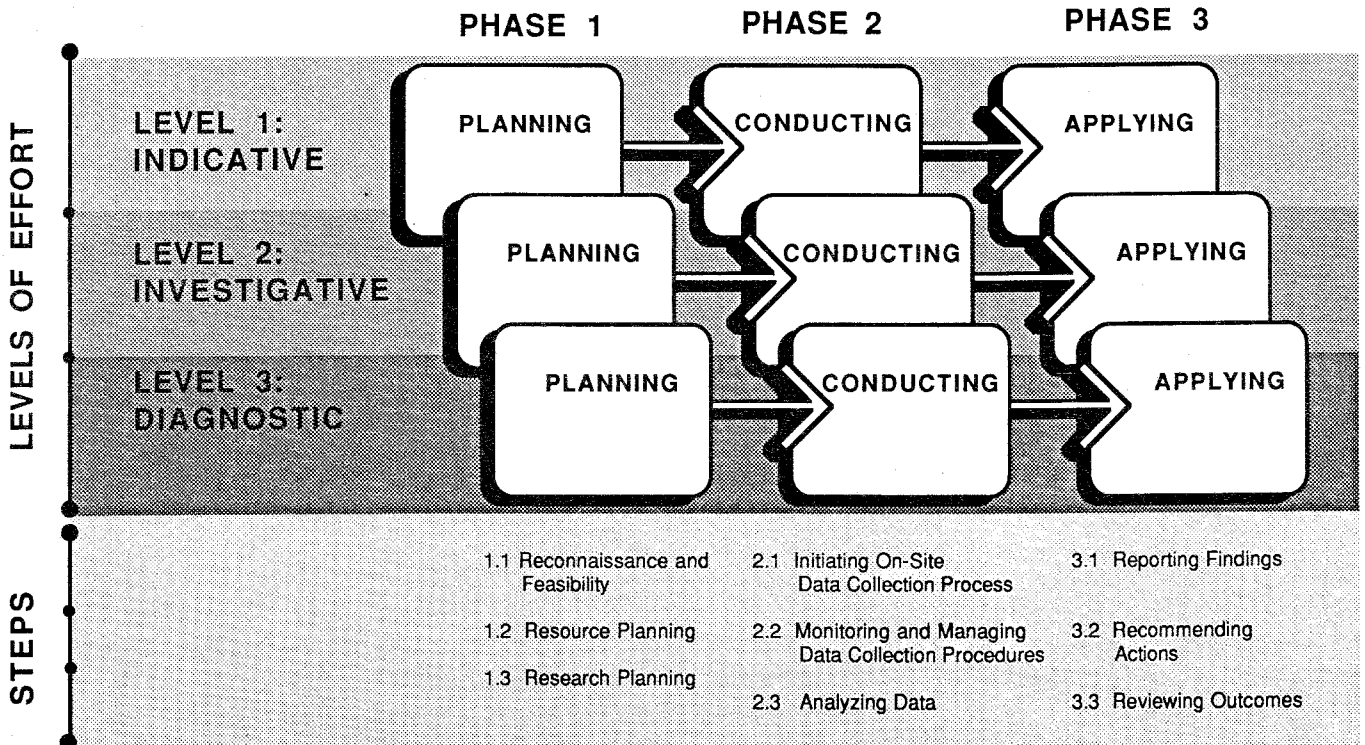 PHASE 1
PHASE 2
PHASE 3
LEVELS OF EFFORT
LEVEL 1:
INDICATIVE
PLANNING
CONDUCTING
APPLYING
LEVEL 2:
INVESTIGATIVE
PLANNING
CONDUCTING
APPLYING
LEVEL 3:
DIAGNOSTIC
PLANNING
CONDUCTING
APPLYING
STEPS
1.1 Reconnaissance and
Feasibility
1.2 Resource Planning
1.3 Research Planning
2.1 Initiating On-Site
Data Collection Process
2.2 Monitoring and Managing
Data Collection Procedures
2.3 Analyzing Data
3.1 Reporting Findings
3.2 Recommending
Actions
3.3 Reviewing Outcomes